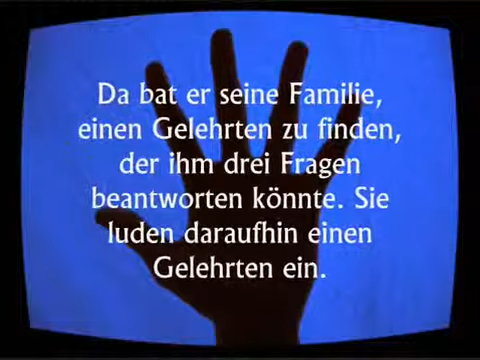 Da bat er seine Familie,
einen Gelehrten zu finden,
der ihm drei Fragen
beantworten könnte. Sie
luden daraufhin einen
Gelehrten ein.